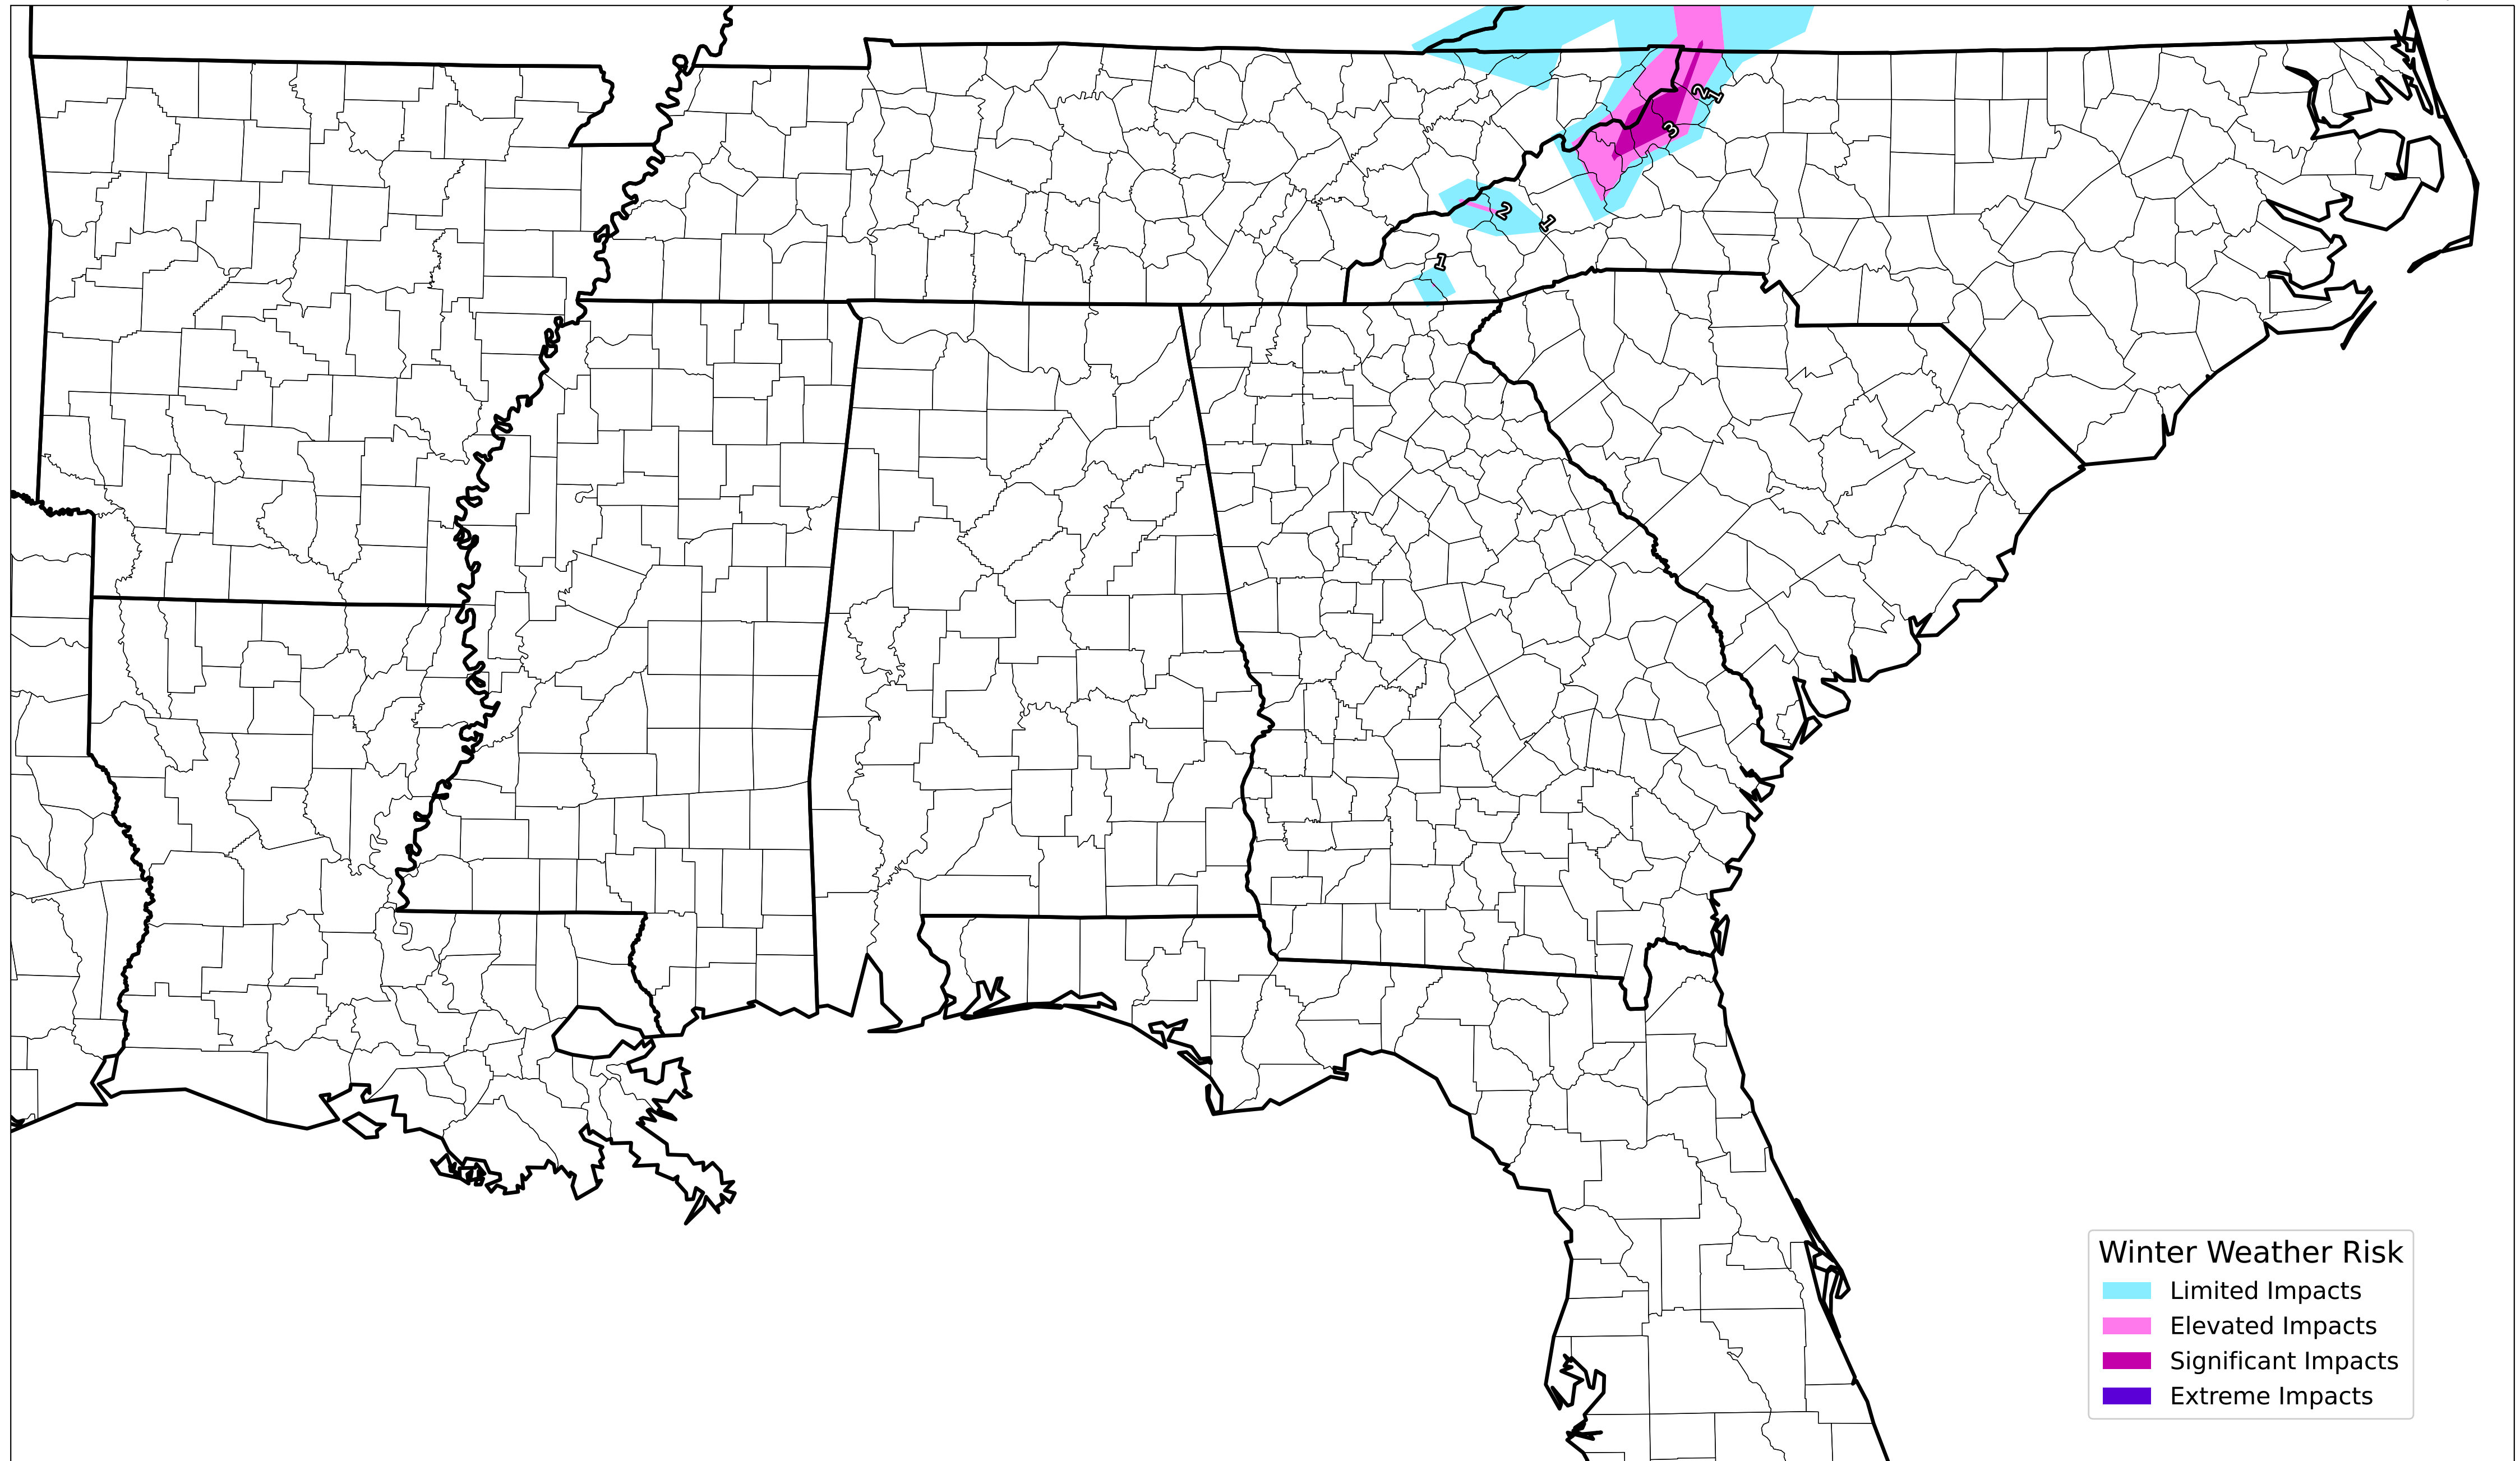 2
1
3
2
1
1
Winter Weather Risk
Limited Impacts
Elevated Impacts
Significant Impacts
Extreme Impacts